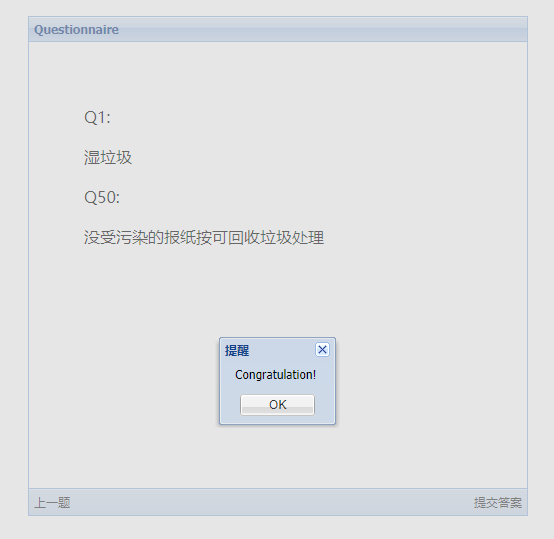 Questionnaire
Q1:
湿垃圾
Q50:
没受污染的报纸按可回收垃圾处理
提醒
Congratulation!
OK
上一题
提交答案